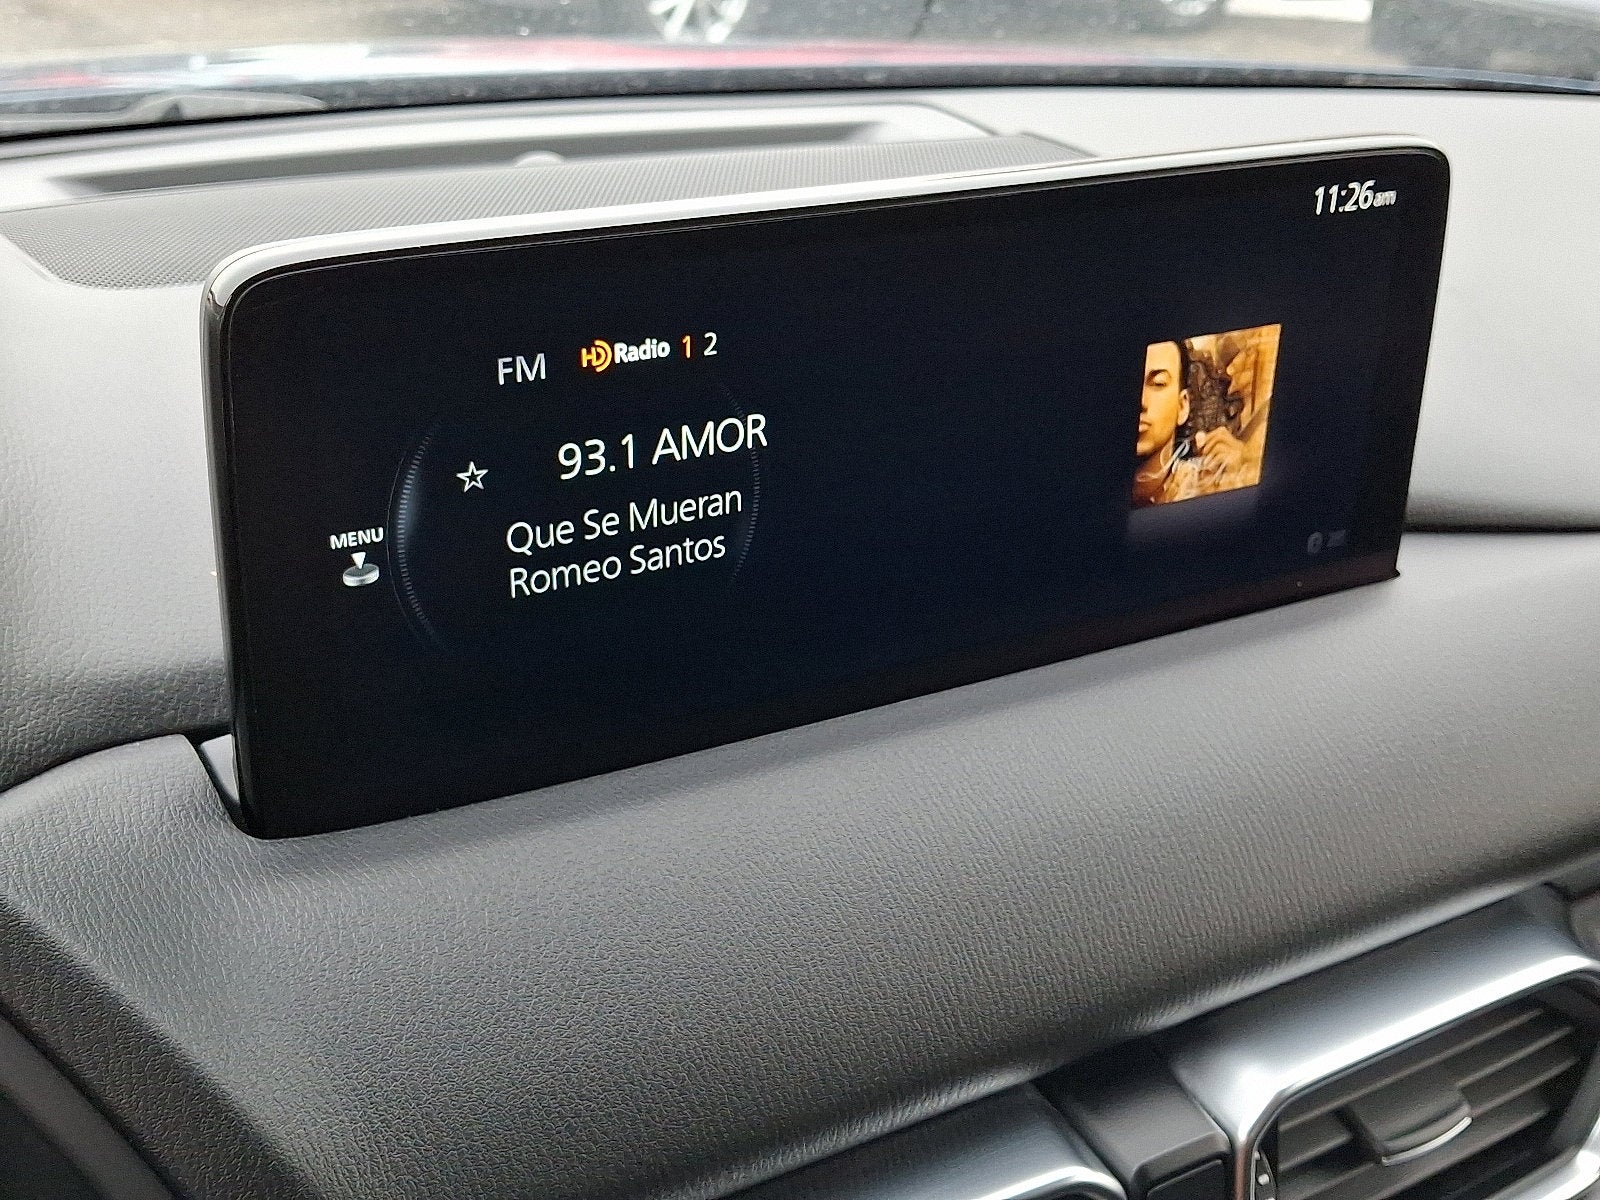 11:26am
FM HD Radio 1 2
93.1 AMOR
Que Se Mueran
Romeo Santos
MENU